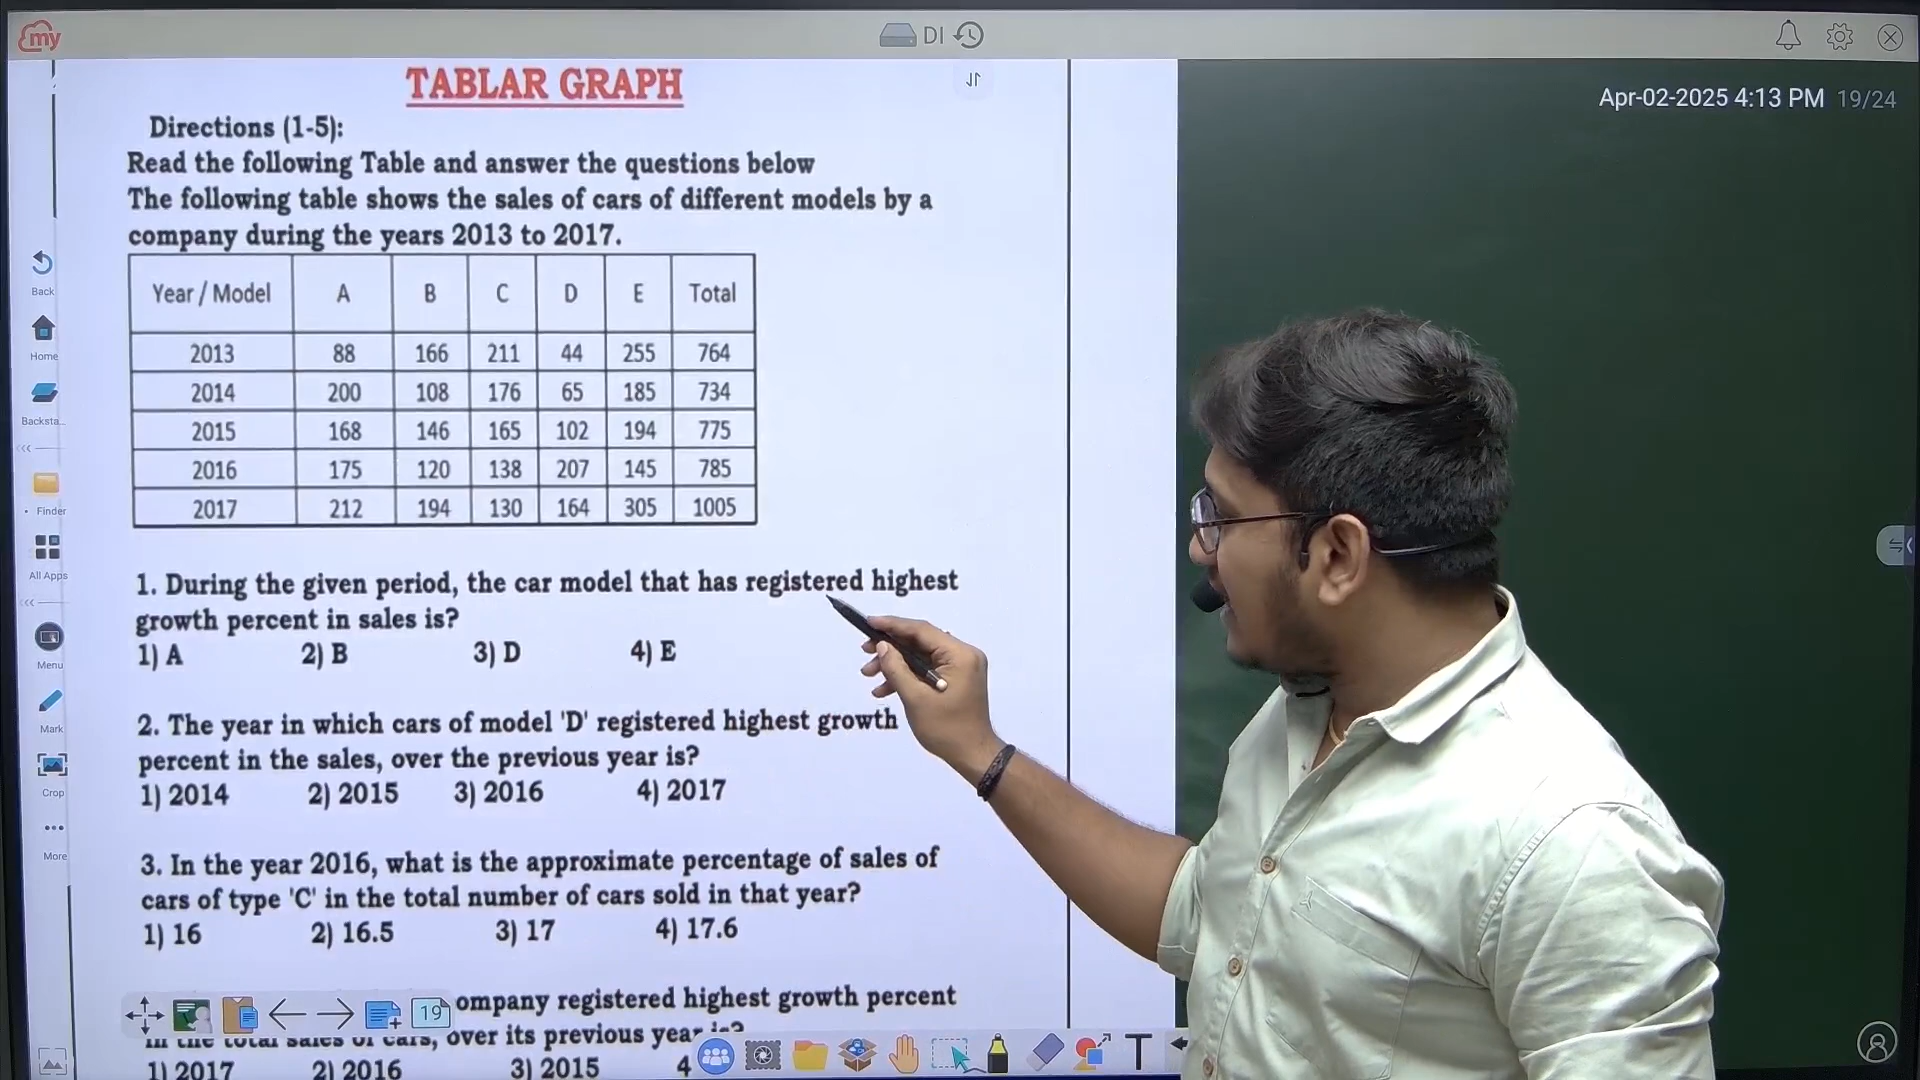 my
DI
Apr-02-2025 4:13 PM 19/24
TABLAR GRAPH
Directions (1-5):
Read the following Table and answer the questions below
The following table shows the sales of cars of different models by a
company during the years 2013 to 2017.
Year / Model A B C D E Total
2013 88 166 211 44 255 764
2014 200 108 176 65 185 734
2015 168 146 165 102 194 775
2016 175 120 138 207 145 785
2017 212 194 130 164 305 1005
1. During the given period, the car model that has registered highest
growth percent in sales is?
1) A 2) B 3) D 4) E
2. The year in which cars of model 'D' registered highest growth
percent in the sales, over the previous year is?
1) 2014 2) 2015 3) 2016 4) 2017
3. In the year 2016, what is the approximate percentage of sales of
cars of type 'C' in the total number of cars sold in that year?
1) 16 2) 16.5 3) 17 4) 17.6
ompany registered highest growth percent
in the total sales of cars, over its previous year is?
1) 2017 2) 2016 3) 2015 4
Back
Home
Backsta...
Finder
All Apps
Menu
Mark
Crop
More
19
T